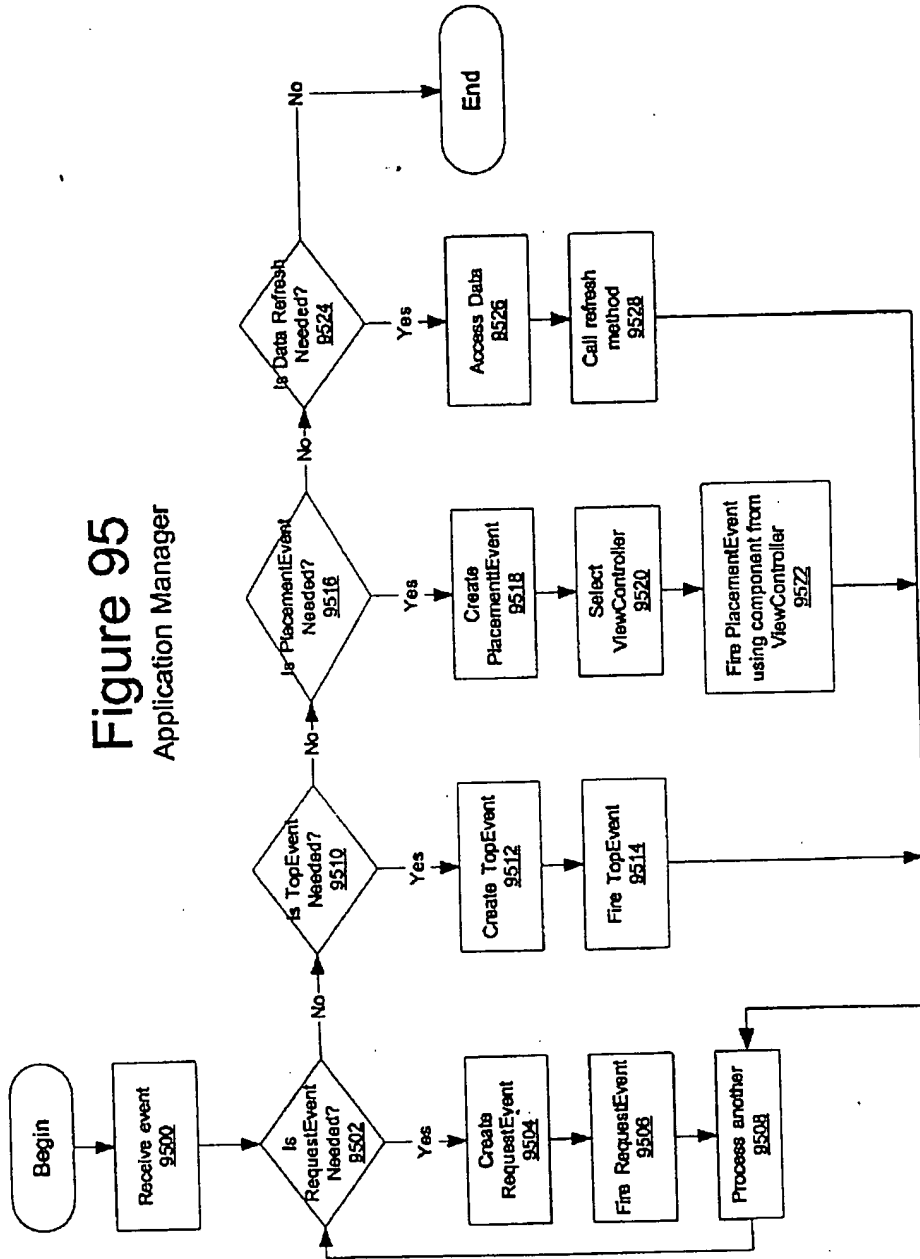 Figure 95
Application Manager
Begin
Receive event
9500
Is
RequestEvent
Needed?
9502
Yes
No
Create
RequestEvent
9504
Fire RequestEvent
9506
Process another
9508
Is TopEvent
Needed?
9510
Yes
No
Create TopEvent
9512
Fire TopEvent
9514
Is PlacementEvent
Needed?
9516
Yes
No
Create
PlacementtEvent
9518
Select
ViewController
9520
Fire PlacementEvent
using component from
ViewController
9522
Is Data Refresh
Needed?
9524
Yes
No
Access Data
9526
Call refresh
method
9528
End